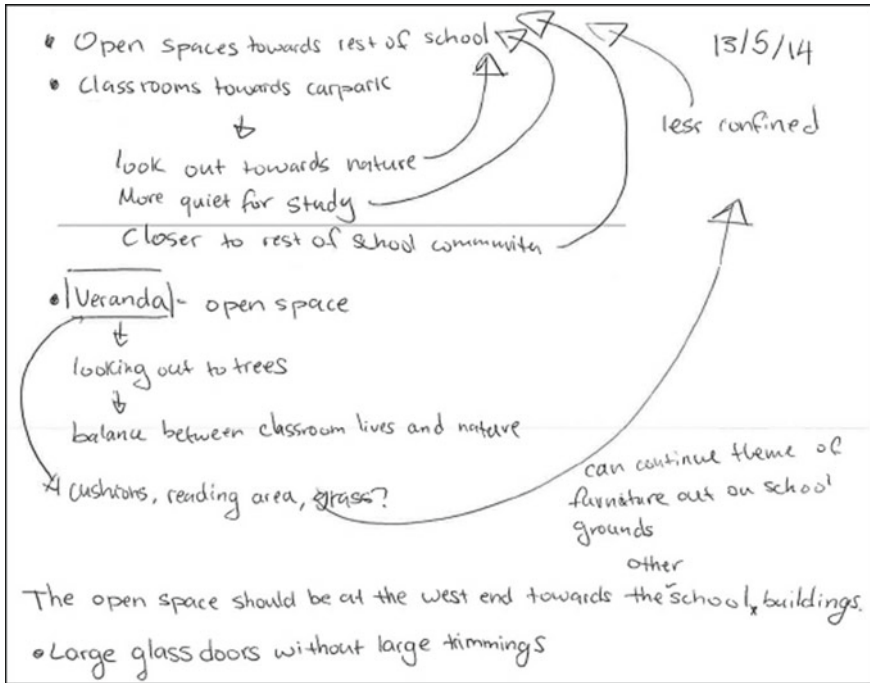 • Open spaces towards rest of school
13/5/14
• Classrooms towards carpark
less confined
look out towards nature
More quiet for study
Closer to rest of school community
• Veranda - open space
looking out to trees
balance between classroom lives and nature
cushions, reading area, grass?
can continue theme of
furnature out on school
grounds
other
The open space should be at the west end towards the school buildings.
• Large glass doors without large trimmings